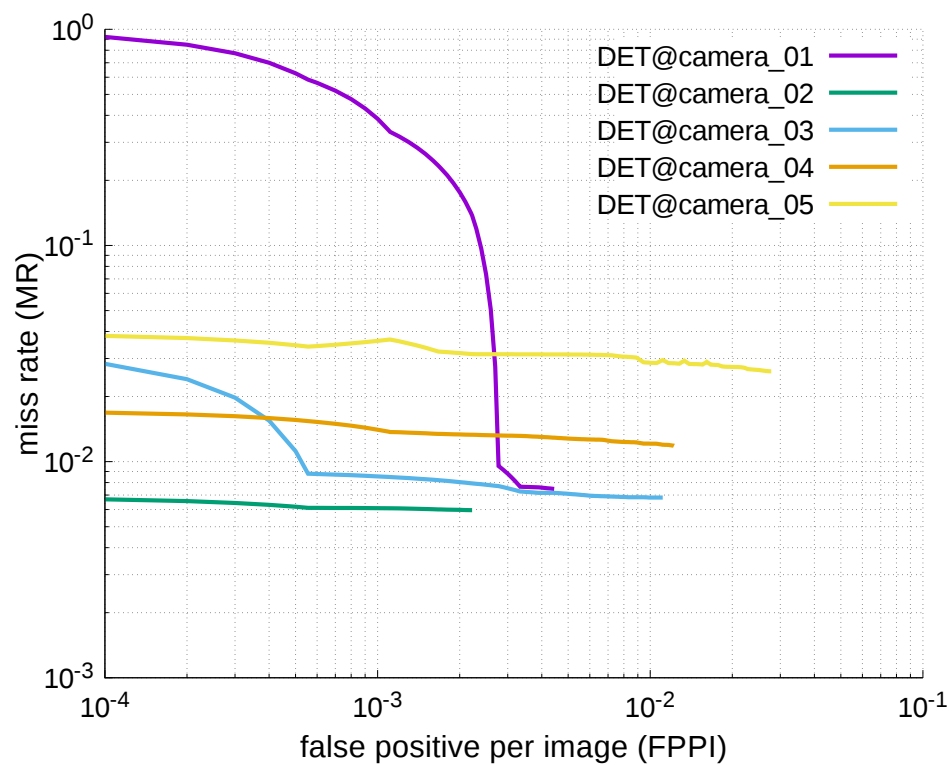 10^0
10^-1
10^-2
10^-3
10^-4
10^-3
10^-2
10^-1
miss rate (MR)
false positive per image (FPPI)
DET@camera_01
DET@camera_02
DET@camera_03
DET@camera_04
DET@camera_05